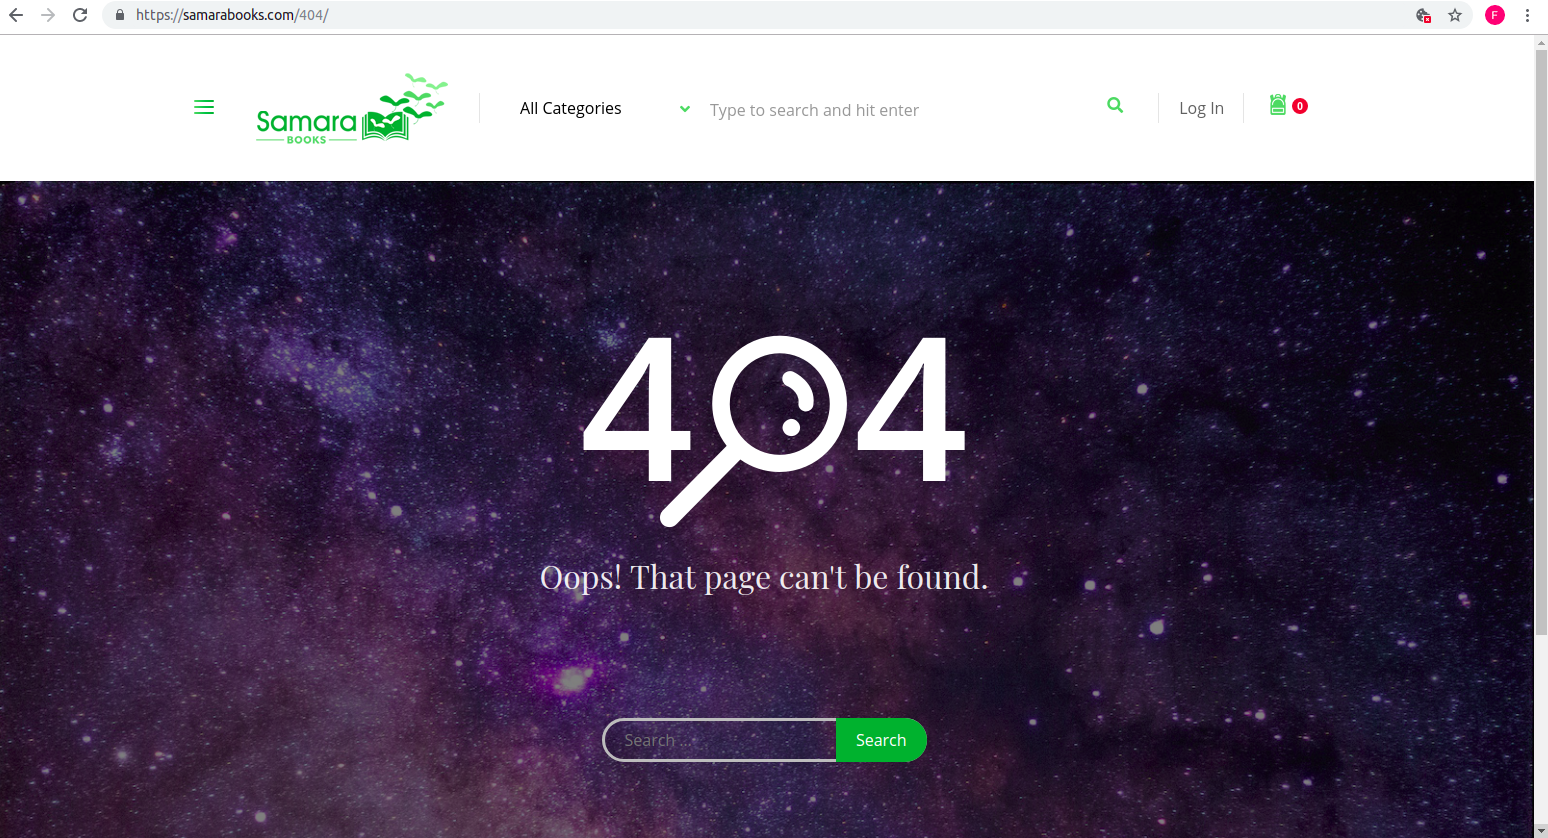 https://samarabooks.com/404/
F
Samara
BOOKS
All Categories
Type to search and hit enter
Log In
0
404
Oops! That page can't be found.
Search ...
Search